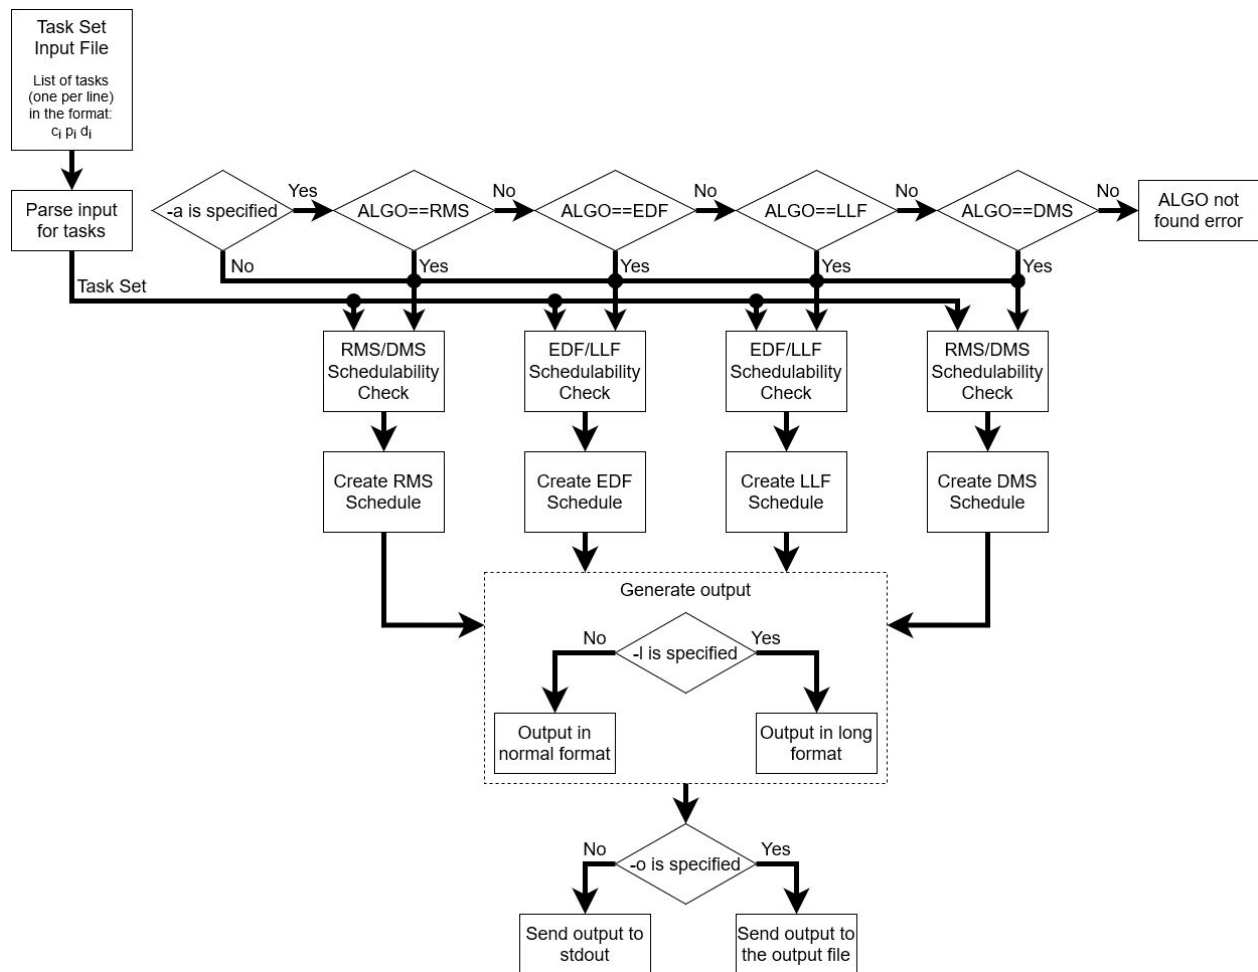 Task Set
Input File
List of tasks
(one per line)
in the format:
cᵢ pᵢ dᵢ
Parse input
for tasks
-a is specified
Yes
ALGO==RMS
No
ALGO==EDF
No
ALGO==LLF
No
ALGO==DMS
No
ALGO not
found error
No
Yes
Yes
Yes
Yes
Task Set
RMS/DMS
Schedulability
Check
EDF/LLF
Schedulability
Check
EDF/LLF
Schedulability
Check
RMS/DMS
Schedulability
Check
Create RMS
Schedule
Create EDF
Schedule
Create LLF
Schedule
Create DMS
Schedule
Generate output
No
-l is specified
Yes
Output in
normal format
Output in long
format
No
-o is specified
Yes
Send output to
stdout
Send output to
the output file